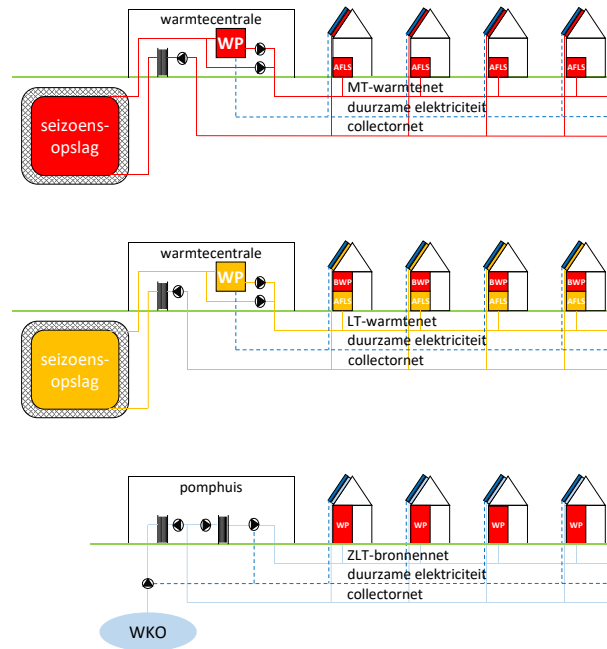 warmtecentrale
WP
AFLS AFLS AFLS AFLS
MT-warmtenet
duurzame elektriciteit
collectornet
seizoens-
opslag
warmtecentrale
WP
BWP BWP BWP BWP
AFLS AFLS AFLS AFLS
LT-warmtenet
duurzame elektriciteit
collectornet
seizoens-
opslag
pomphuis
WP WP WP WP
ZLT-bronnennet
duurzame elektriciteit
collectornet
WKO